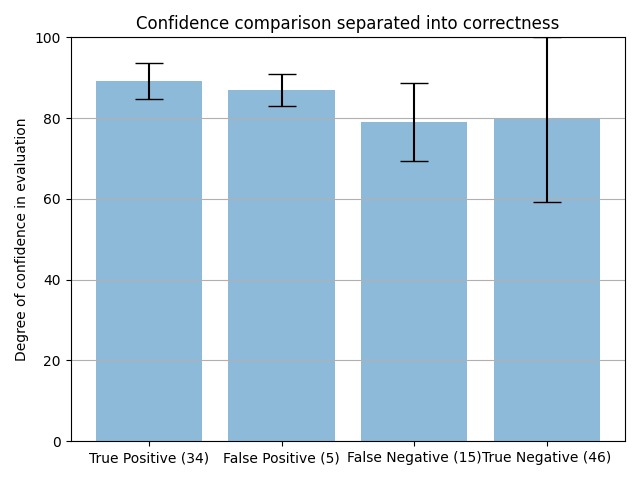 Confidence comparison separated into correctness
100
80
60
40
20
0
Degree of confidence in evaluation
True Positive (34)
False Positive (5)
False Negative (15)
True Negative (46)